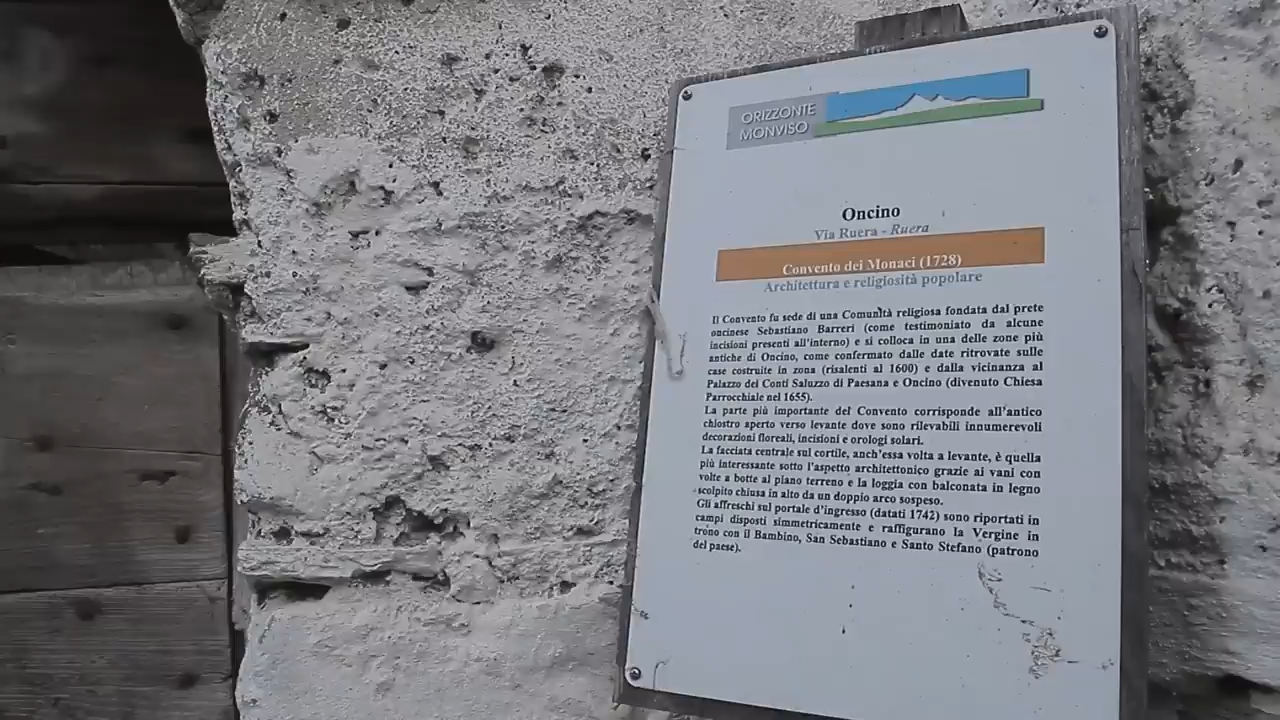 ORIZZONTE
MONVISO
Oncino
Via Ruera - Ruera
Convento dei Monaci (1728)
Architettura e religiosità popolare
Il Convento fu sede di una Comunità religiosa fondata dal prete
oncinese Sebastiano Barreri (come testimoniato da alcune
incisioni presenti all'interno) e si colloca in una delle zone più
antiche di Oncino, come confermato dalle date ritrovate sulle
case costruite in zona (risalenti al 1600) e dalla vicinanza al
Palazzo dei Conti Saluzzo di Paesana e Oncino (divenuto Chiesa
Parrocchiale nel 1655).
La parte più importante del Convento corrisponde all'antico
chiostro aperto verso levante dove sono rilevabili innumerevoli
decorazioni floreali, incisioni e orologi solari.
La facciata centrale sul cortile, anch'essa volta a levante, è quella
più interessante sotto l'aspetto architettonico grazie ai vani con
volte a botte al piano terreno e la loggia con balconata in legno
scolpito chiusa in alto da un doppio arco sospeso.
Gli affreschi sul portale d'ingresso (datati 1742) sono riportati in
campi disposti simmetricamente e raffigurano la Vergine in
trono con il Bambino, San Sebastiano e Santo Stefano (patrono
del paese).